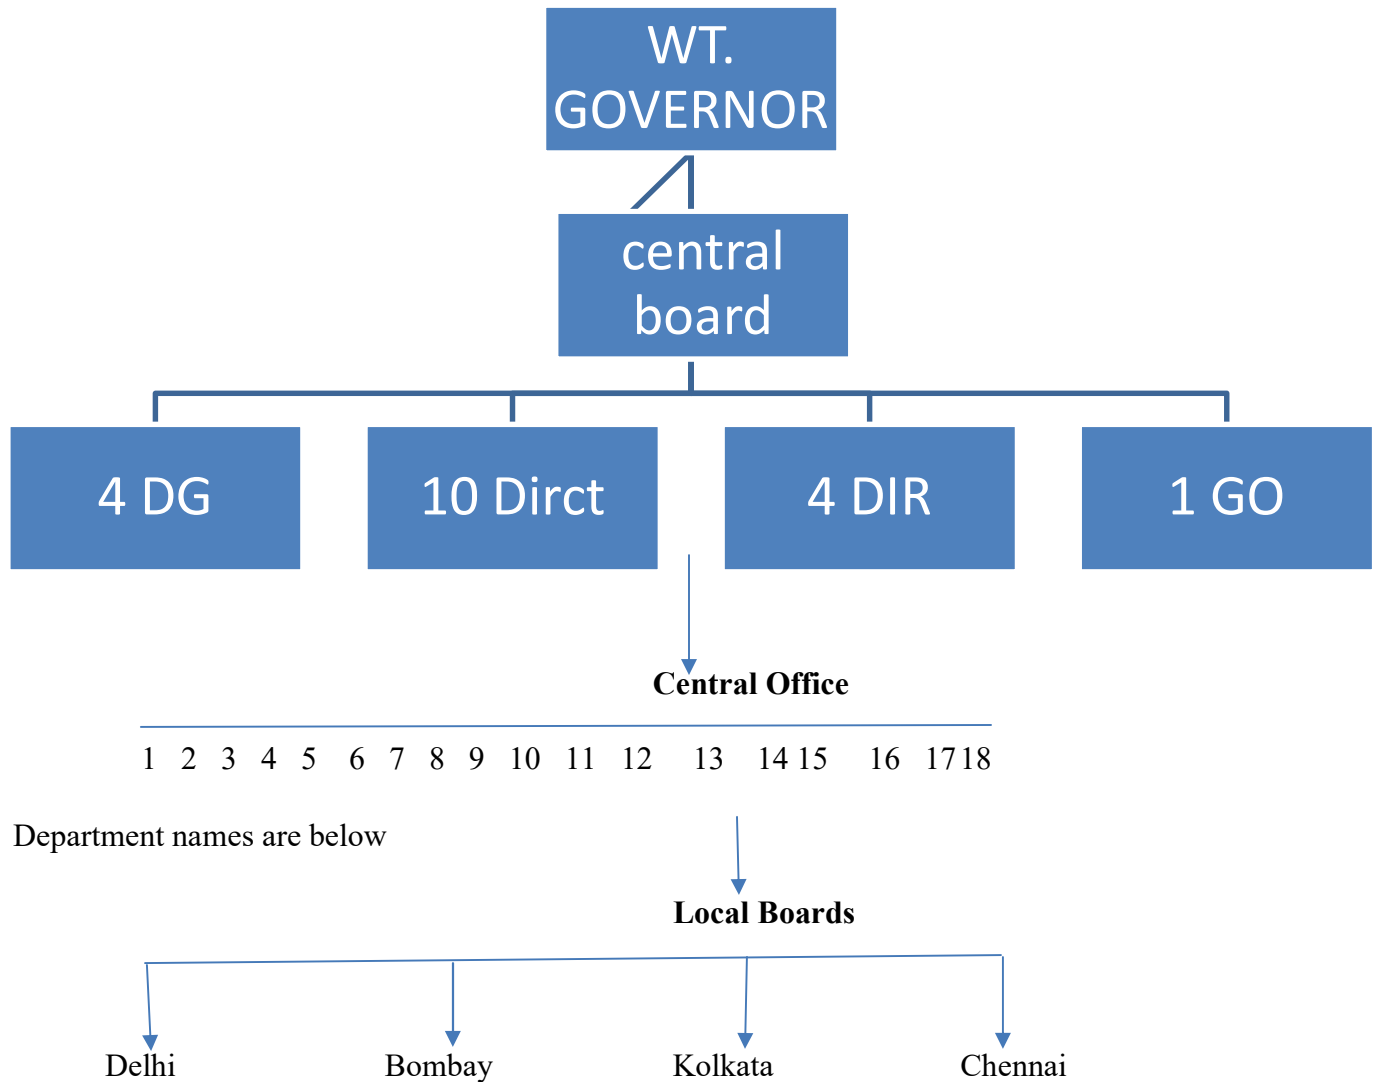 WT.
GOVERNOR
central
board
4 DG
10 Dirct
4 DIR
1 GO
Central Office
1 2 3 4 5 6 7 8 9 10 11 12 13 14 15 16 17 18
Department names are below
Local Boards
Delhi Bombay Kolkata Chennai